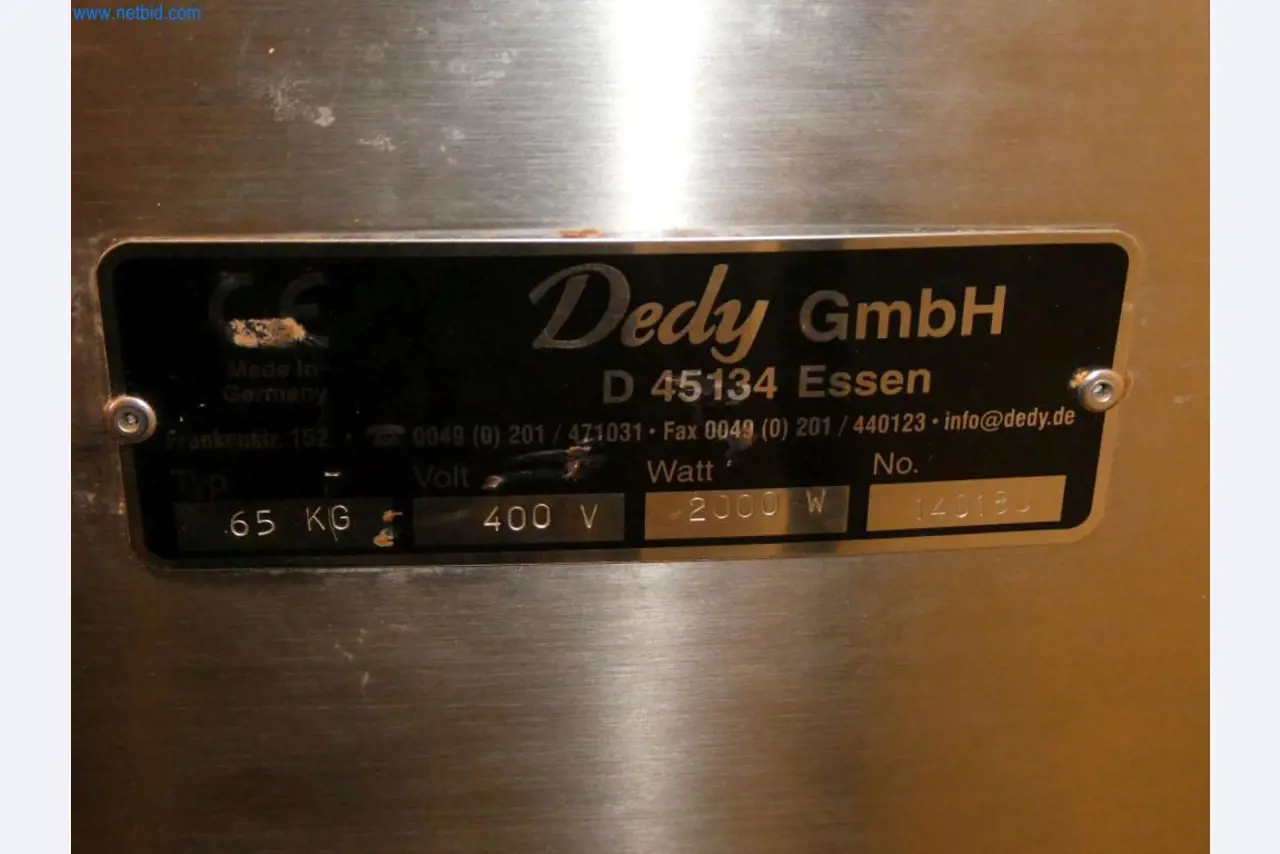 www.netbid.com
CE
Dedy GmbH
Made in
Germany
D 45134 Essen
Frankenstr. 152 • ☎ 0049 (0) 201 / 471031 • Fax 0049 (0) 201 / 440123 • info@dedy.de
Typ Volt Watt No.
65 KG 400 V 2000 W